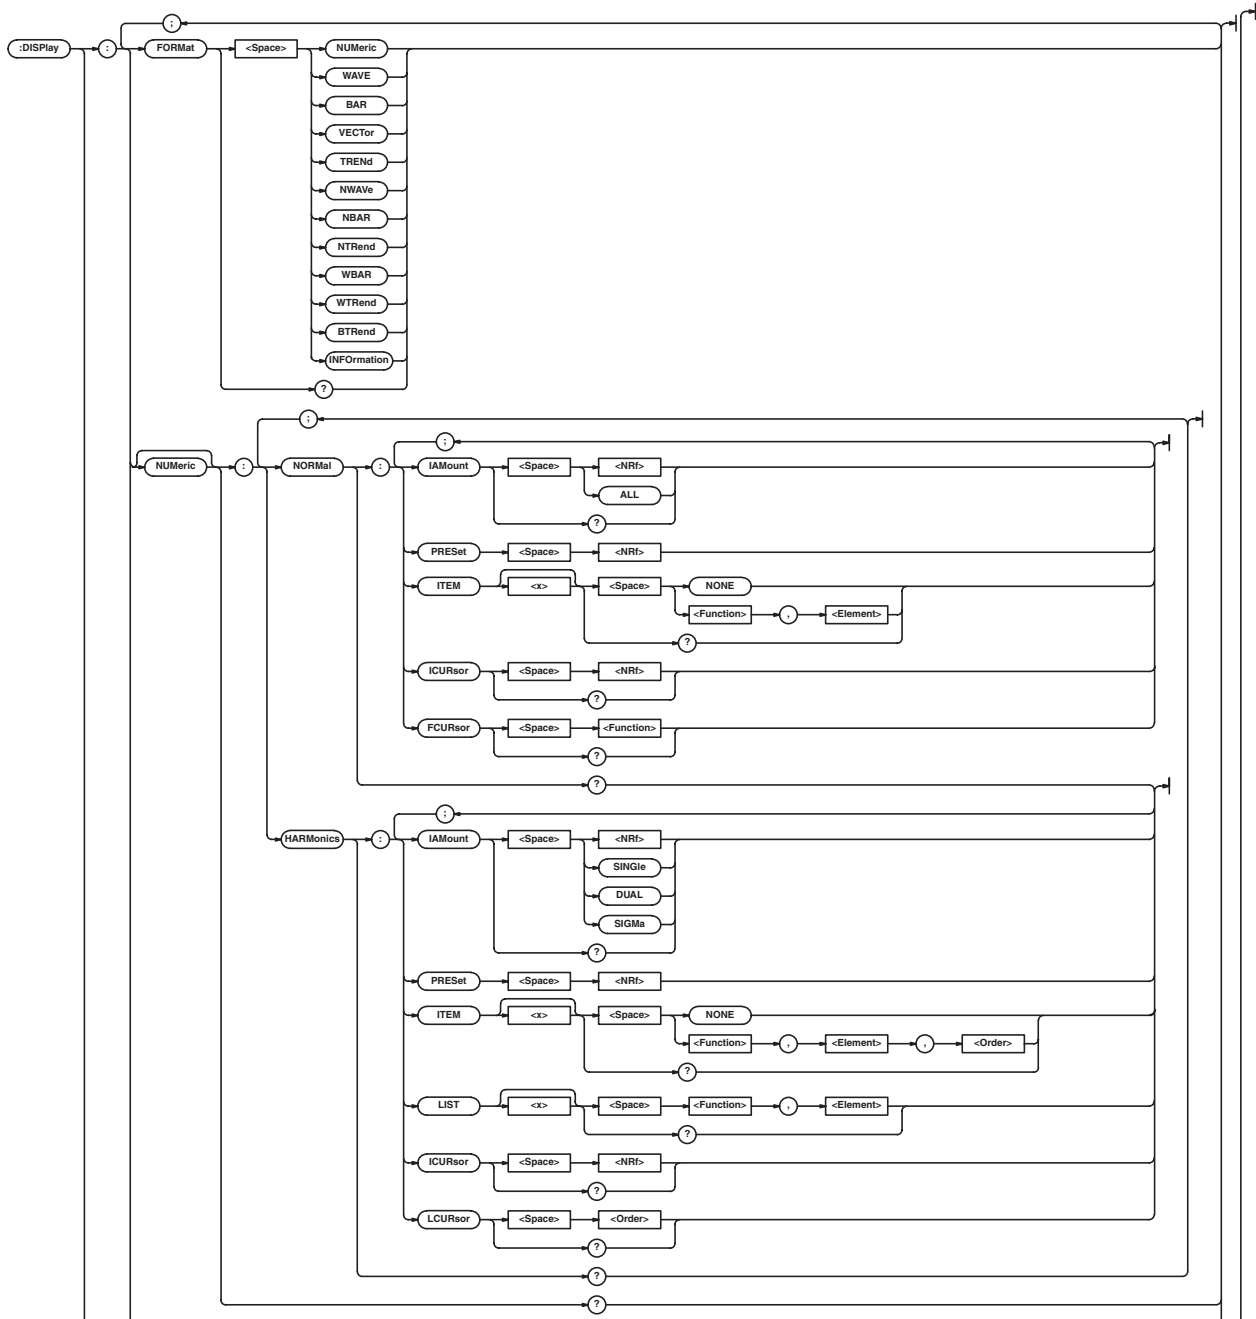 ;
:DISPlay : FORMat <Space> NUMeric
WAVE
BAR
VECTor
TRENd
NWAVe
NBAR
NTRend
WBAR
WTRend
BTRend
INFOrmation
?
;
;
NUMeric : NORMal : IAMount <Space> <NRf>
ALL
?
PRESet <Space> <NRf>
ITEM <x> <Space> NONE
<Function> , <Element>
?
ICURsor <Space> <NRf>
?
FCURsor <Space> <Function>
?
?
;
HARMonics : IAMount <Space> <NRf>
SINGle
DUAL
SIGMa
?
PRESet <Space> <NRf>
ITEM <x> <Space> NONE
<Function> , <Element> , <Order>
?
LIST <x> <Space> <Function> , <Element>
?
ICURsor <Space> <NRf>
?
LCURsor <Space> <Order>
?
?
?